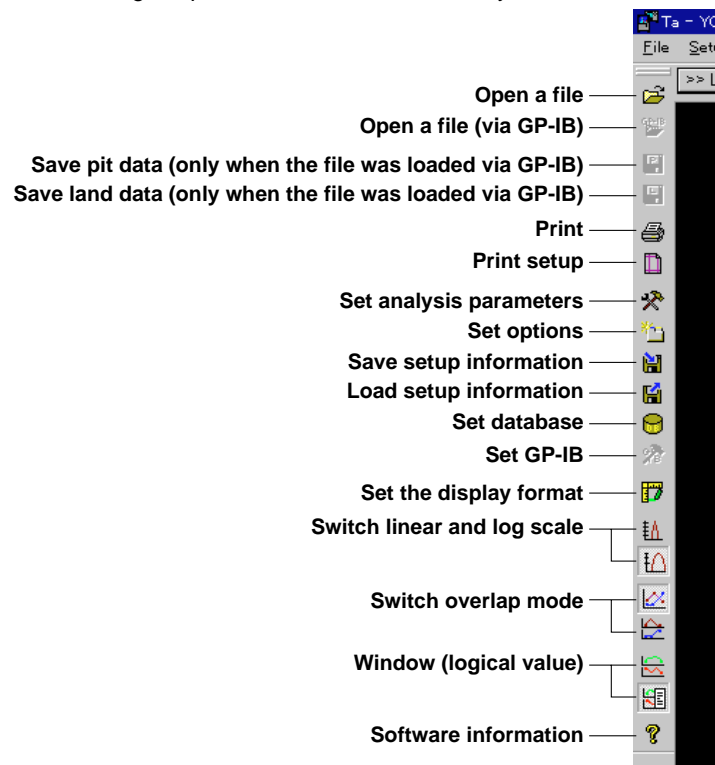 Ta - YO
File Set
>> L
Open a file
Open a file (via GP-IB)
Save pit data (only when the file was loaded via GP-IB)
Save land data (only when the file was loaded via GP-IB)
Print
Print setup
Set analysis parameters
Set options
Save setup information
Load setup information
Set database
Set GP-IB
Set the display format
Switch linear and log scale
Switch overlap mode
Window (logical value)
Software information